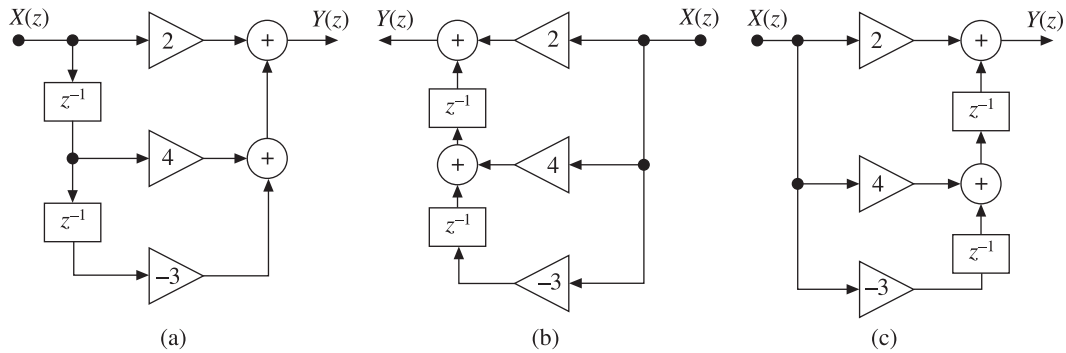 X(z) Y(z) Y(z) X(z) X(z) Y(z)
2 + + 2 2 +
z⁻¹ z⁻¹ z⁻¹
4 + + 4 4 +
z⁻¹ z⁻¹ z⁻¹
−3 −3 −3
(a) (b) (c)